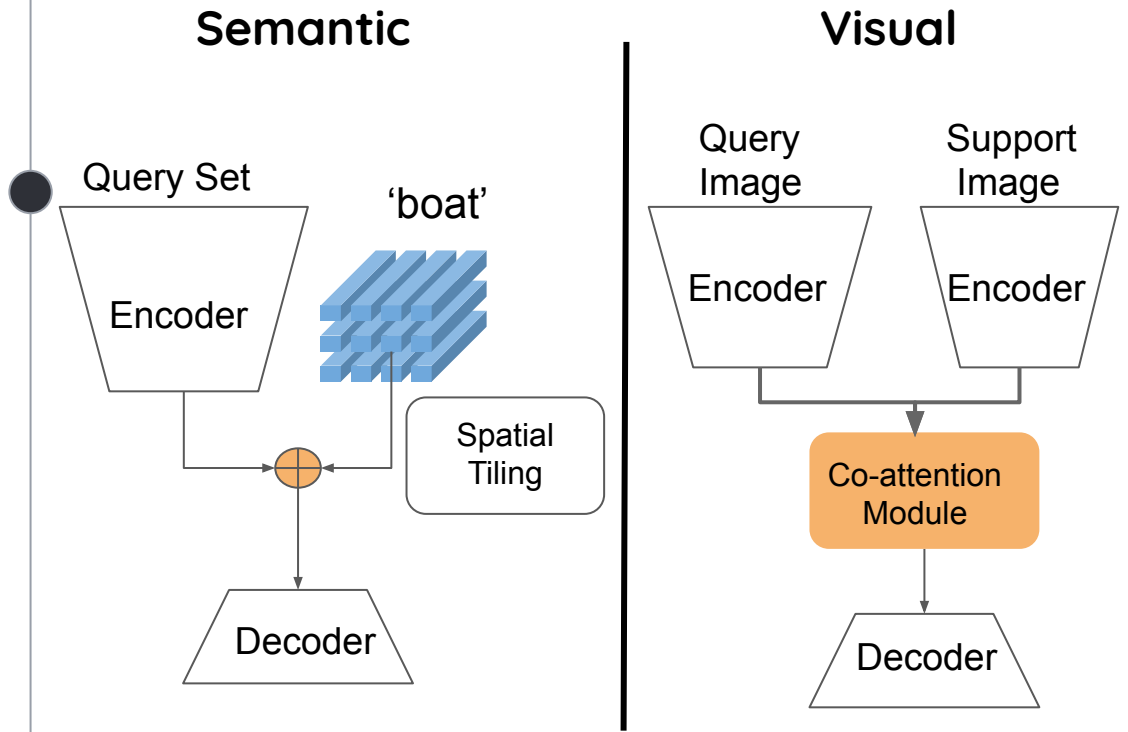 Semantic
Query Set
Encoder
‘boat’
Spatial
Tiling
Decoder
Visual
Query
Image
Encoder
Support
Image
Encoder
Co-attention
Module
Decoder